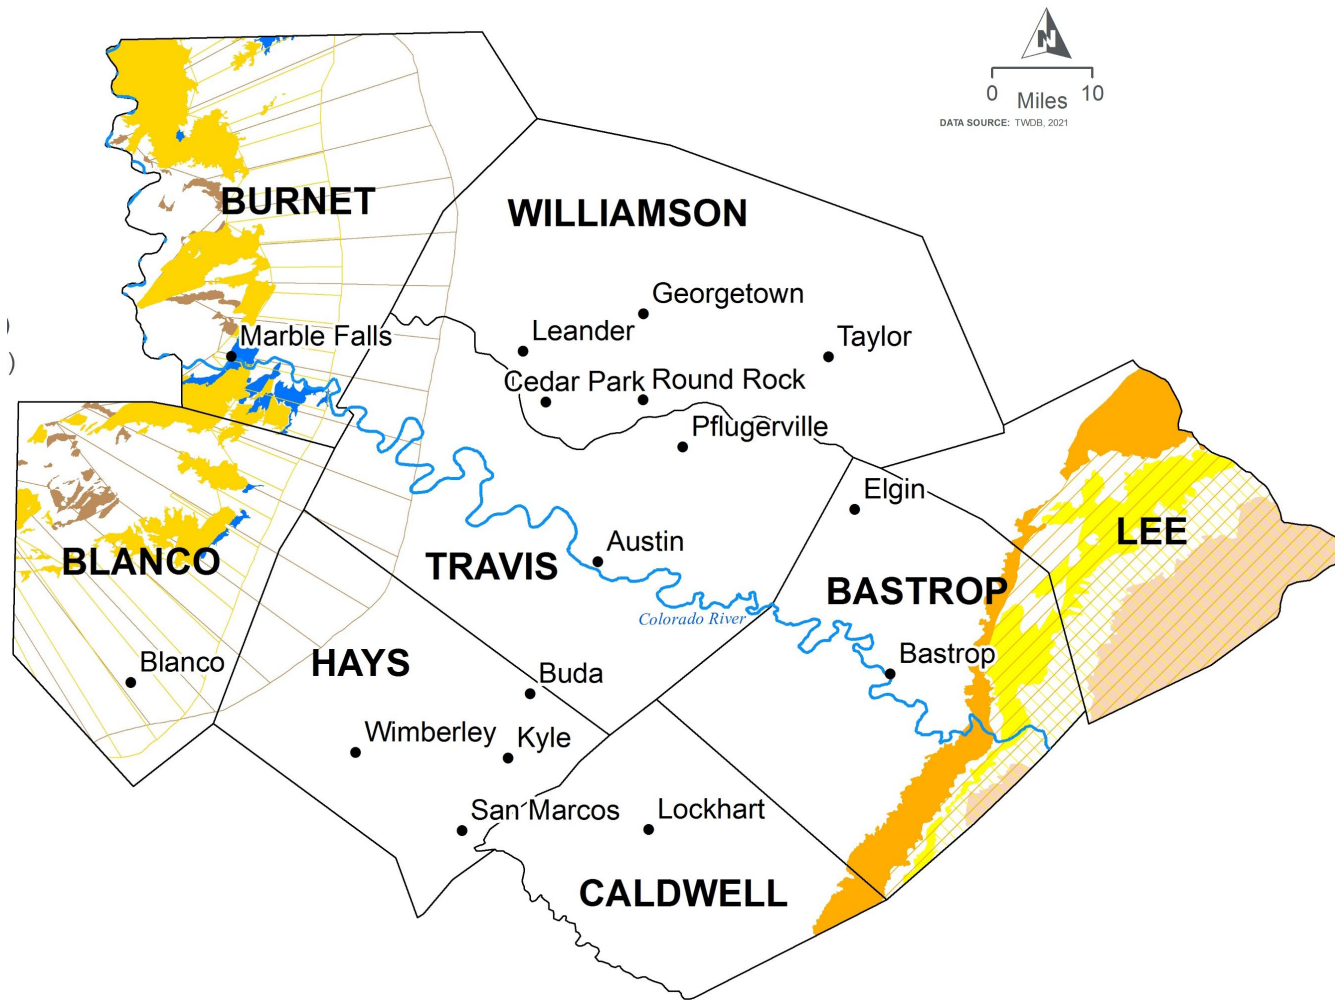 N
0 Miles 10
DATA SOURCE: TWDB, 2021
BURNET
WILLIAMSON
Georgetown
Leander
Marble Falls
Taylor
Cedar Park
Round Rock
Pflugerville
Elgin
LEE
Austin
BLANCO
TRAVIS
BASTROP
Colorado River
Blanco
HAYS
Bastrop
Buda
Wimberley
Kyle
San Marcos
Lockhart
CALDWELL
)